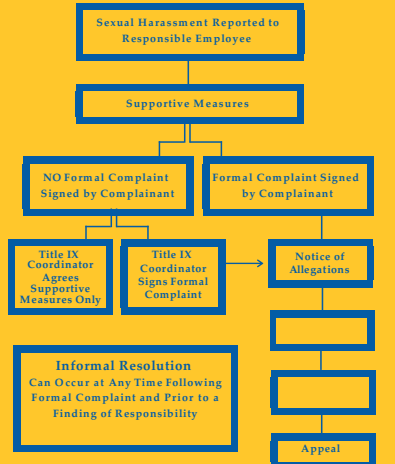 Sexual Harassment Reported to
Responsible Employee
Supportive Measures
NO Formal Complaint
Signed by Complainant
Formal Complaint Signed
by Complainant
Title IX
Coordinator
Agrees
Supportive
Measures Only
Title IX
Coordinator
Signs Formal
Complaint
Notice of
Allegations
Informal Resolution
Can Occur at Any Time Following
Formal Complaint and Prior to a
Finding of Responsibility
Appeal